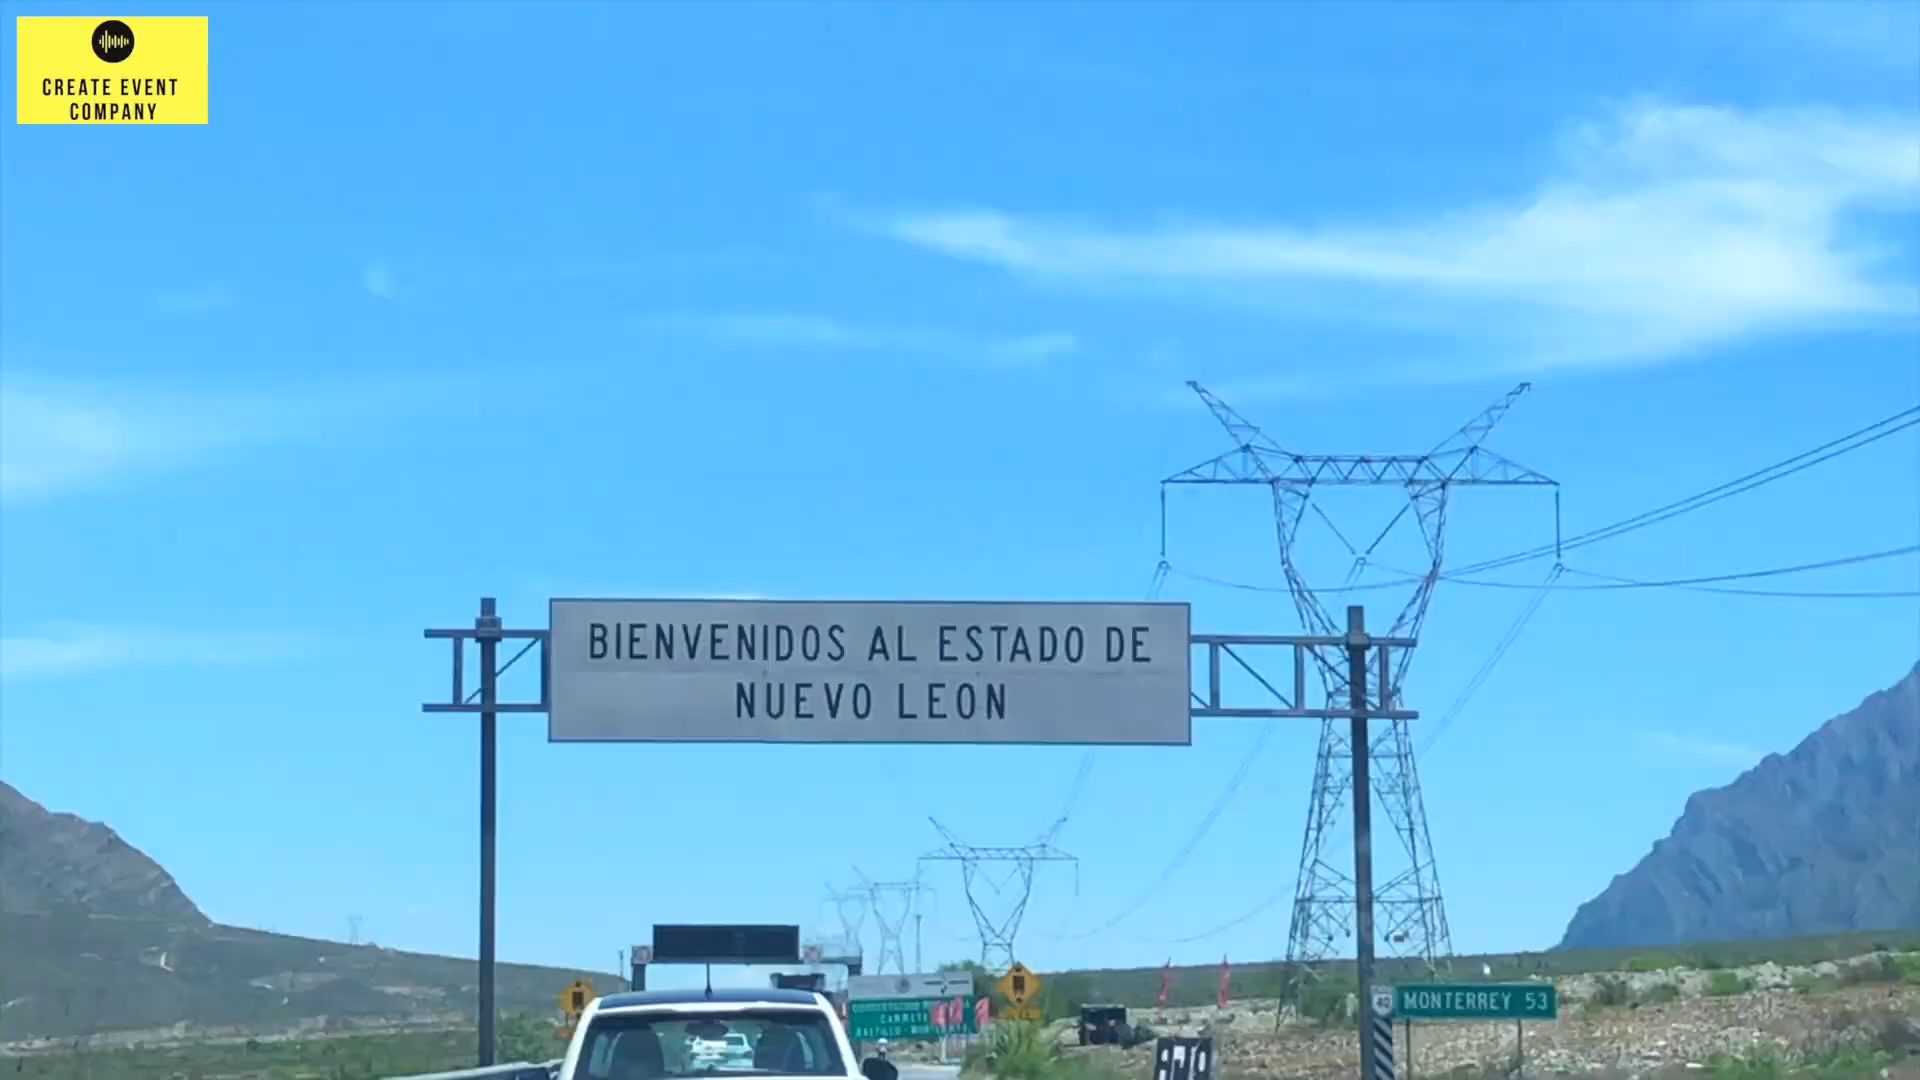 CREATE EVENT
COMPANY
BIENVENIDOS AL ESTADO DE
NUEVO LEON
40
MONTERREY 53